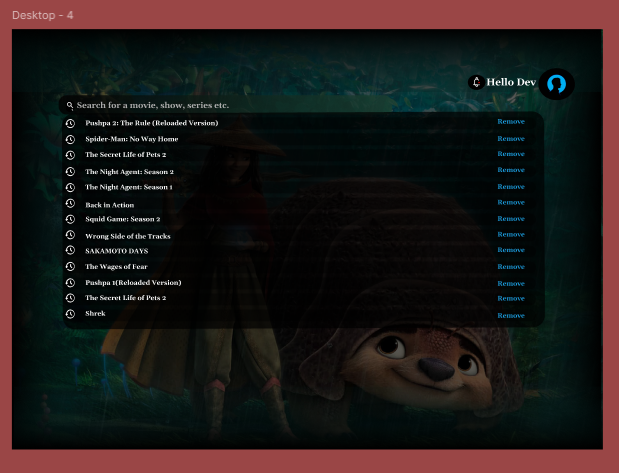 Desktop - 4
Hello Dev
Search for a movie, show, series etc.
Pushpa 2: The Rule (Reloaded Version) Remove
Spider-Man: No Way Home Remove
The Secret Life of Pets 2 Remove
The Night Agent: Season 2 Remove
The Night Agent: Season 1 Remove
Back in Action Remove
Squid Game: Season 2 Remove
Wrong Side of the Tracks Remove
SAKAMOTO DAYS Remove
The Wages of Fear Remove
Pushpa 1(Reloaded Version) Remove
The Secret Life of Pets 2 Remove
Shrek Remove